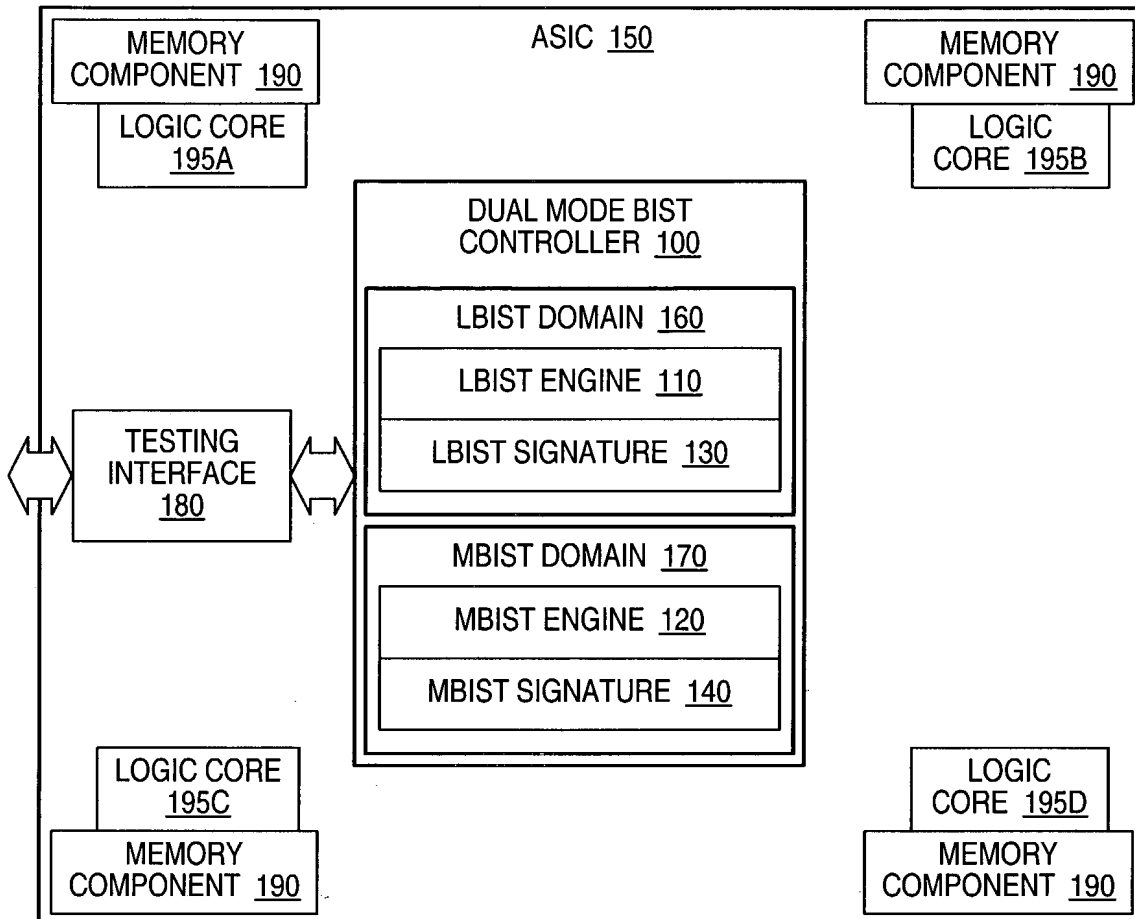 MEMORY
COMPONENT 190
LOGIC CORE
195A
ASIC 150
MEMORY
COMPONENT 190
LOGIC
CORE 195B
DUAL MODE BIST
CONTROLLER 100
LBIST DOMAIN 160
LBIST ENGINE 110
LBIST SIGNATURE 130
TESTING
INTERFACE
180
MBIST DOMAIN 170
MBIST ENGINE 120
MBIST SIGNATURE 140
LOGIC CORE
195C
MEMORY
COMPONENT 190
LOGIC
CORE 195D
MEMORY
COMPONENT 190